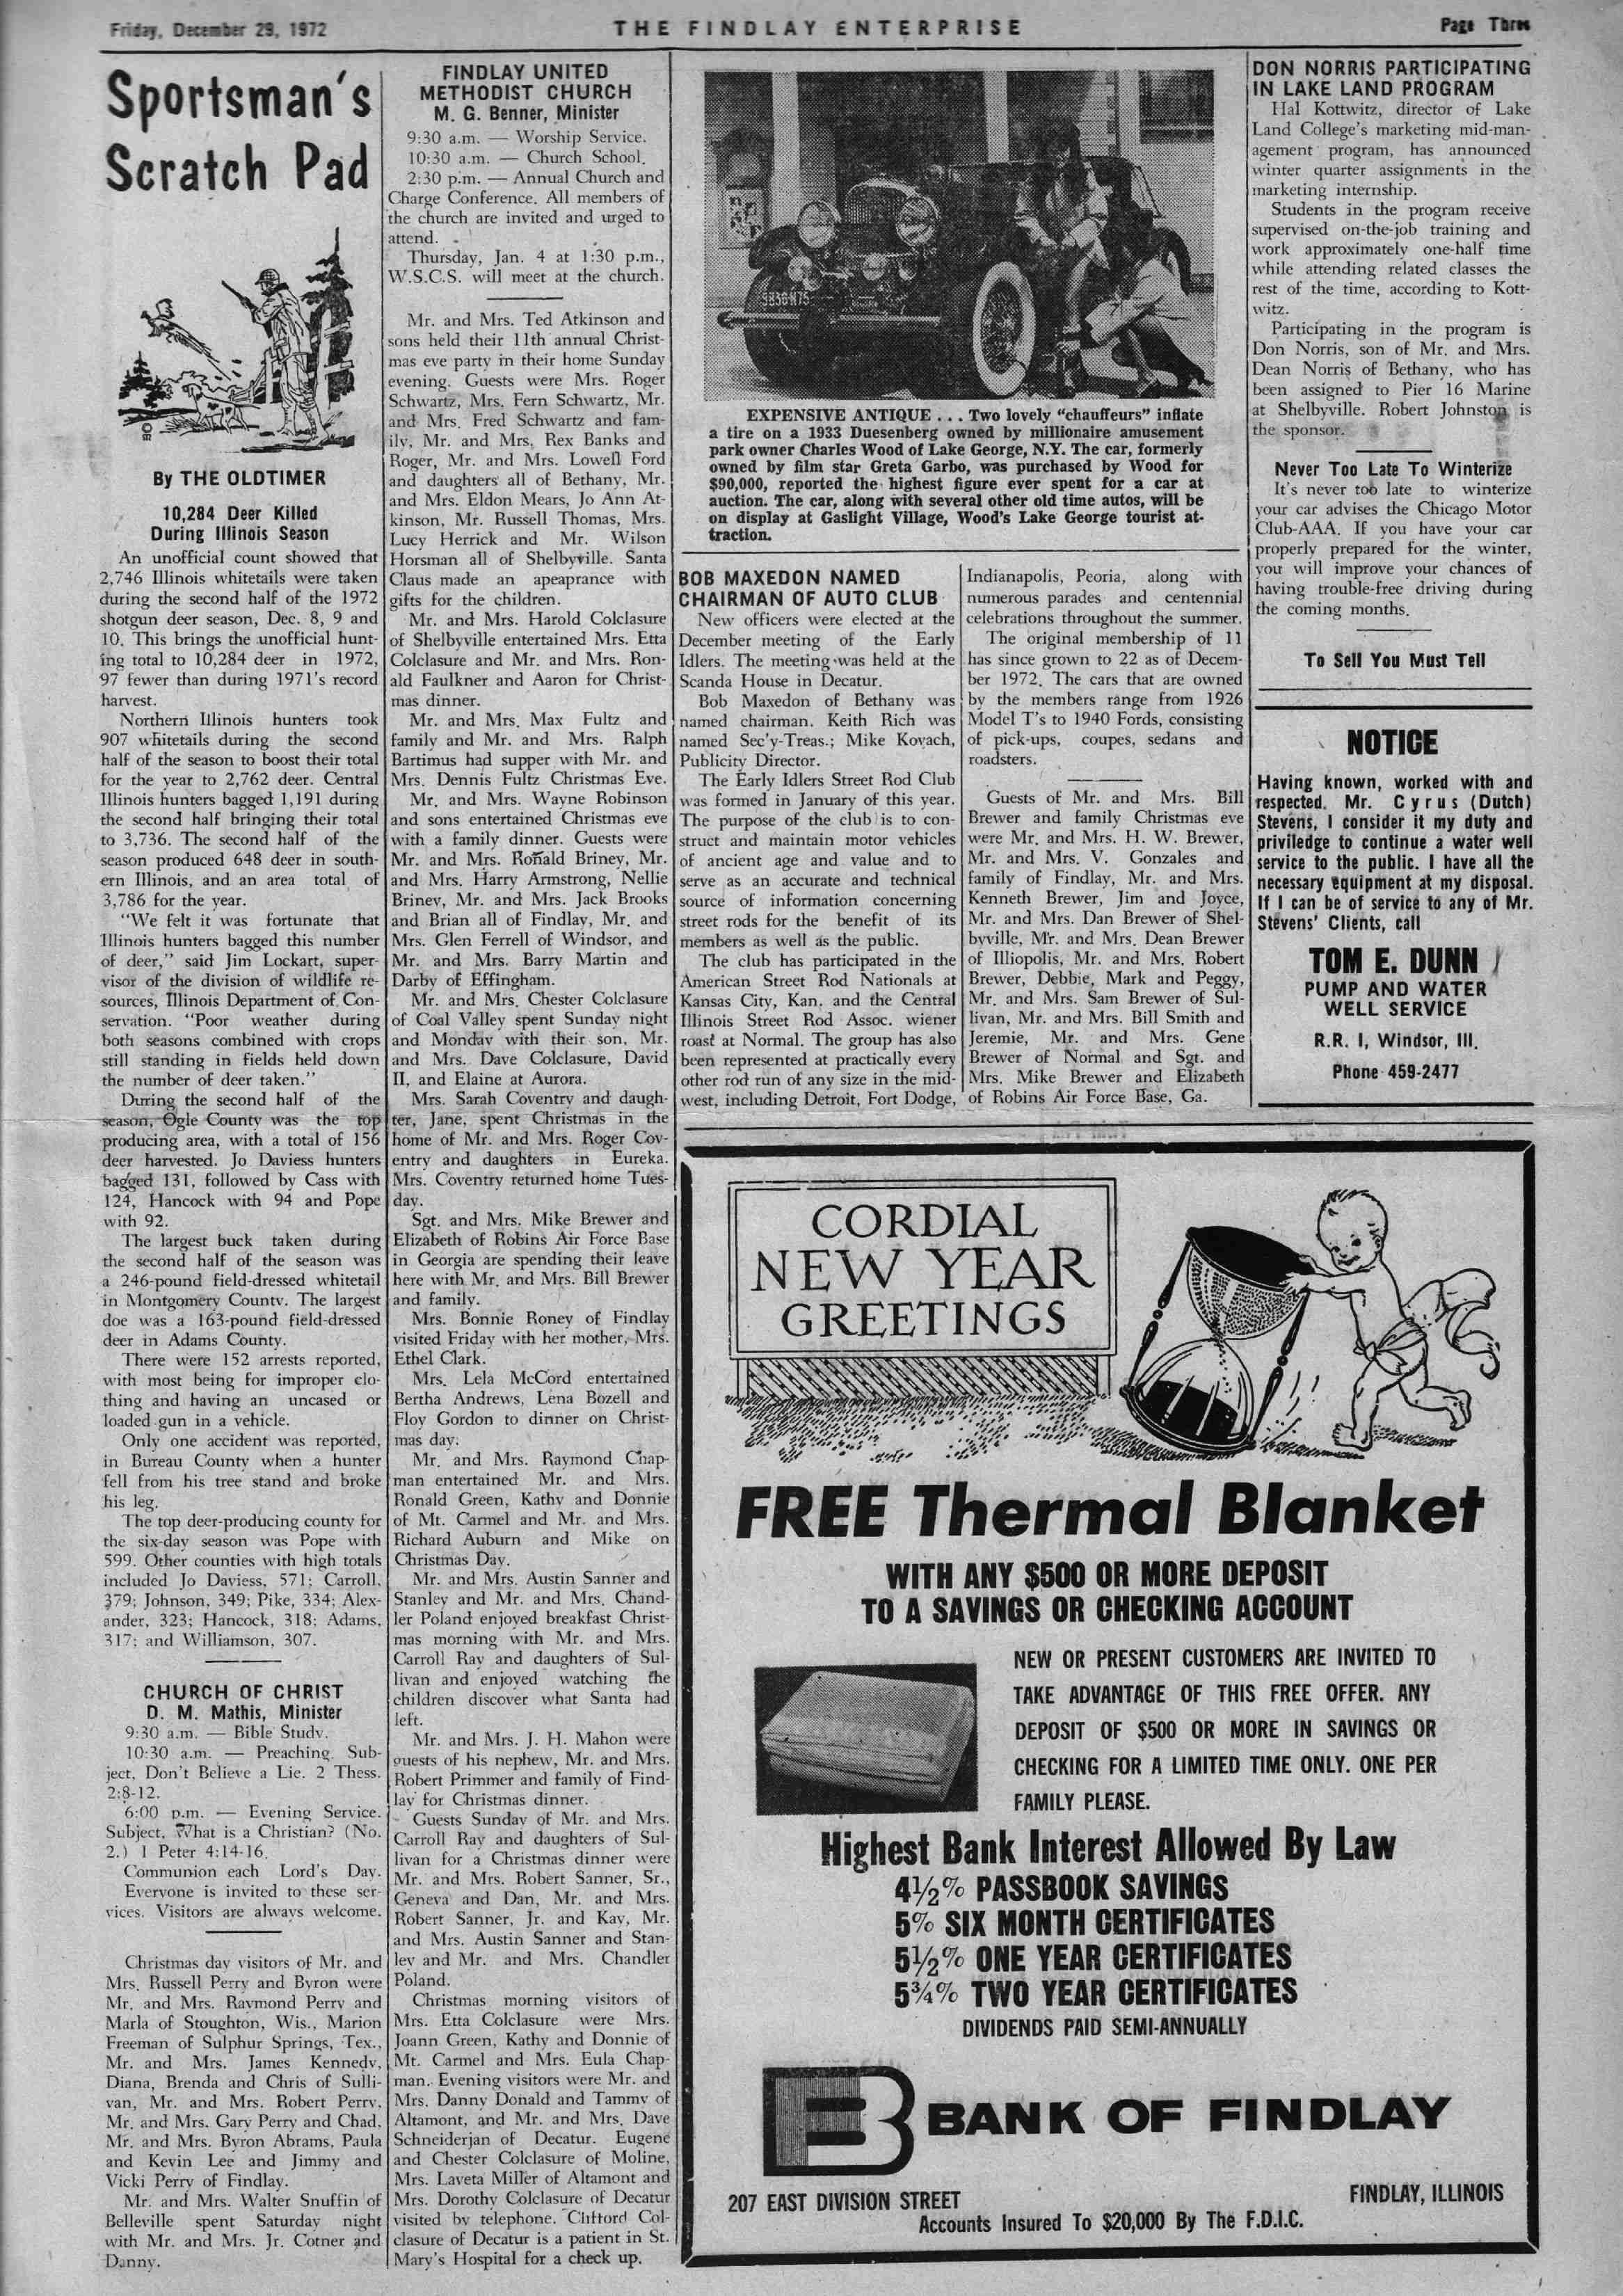 Friday, December 29, 1972
THE FINDLAY ENTERPRISE
Page Three
Sportsman's
Scratch Pad
By THE OLDTIMER
10,284 Deer Killed
During Illinois Season
An unofficial count showed that
2,746 Illinois whitetails were taken
during the second half of the 1972
shotgun deer season, Dec. 8, 9 and
10. This brings the unofficial hunt-
ing total to 10,284 deer in 1972,
97 fewer than during 1971's record
harvest.
Northern Illinois hunters took
907 whitetails during the second
half of the season to boost their total
for the year to 2,762 deer. Central
Illinois hunters bagged 1,191 during
the second half bringing their total
to 3,736. The second half of the
season produced 648 deer in south-
ern Illinois, and an area total of
3,786 for the year.
"We felt it was fortunate that
Illinois hunters bagged this number
of deer," said Jim Lockart, super-
visor of the division of wildlife re-
sources, Illinois Department of Con-
servation. "Poor weather during
both seasons combined with crops
still standing in fields held down
the number of deer taken."
During the second half of the
season, Ogle County was the top
producing area, with a total of 156
deer harvested. Jo Daviess hunters
bagged 131, followed by Cass with
124, Hancock with 94 and Pope
with 92.
The largest buck taken during
the second half of the season was
a 246-pound field-dressed whitetail
in Montgomery County. The largest
doe was a 163-pound field-dressed
deer in Adams County.
There were 152 arrests reported,
with most being for improper clo-
thing and having an uncased or
loaded gun in a vehicle.
Only one accident was reported,
in Bureau County when a hunter
fell from his tree stand and broke
his leg.
The top deer-producing county for
the six-day season was Pope with
599. Other counties with high totals
included Jo Daviess, 571; Carroll,
379; Johnson, 349; Pike, 334; Alex-
ander, 323; Hancock, 318; Adams,
317; and Williamson, 307.
CHURCH OF CHRIST
D. M. Mathis, Minister
9:30 a.m. — Bible Study.
10:30 a.m. — Preaching. Sub-
ject, Don't Believe a Lie. 2 Thess.
2:8-12.
6:00 p.m. — Evening Service.
Subject, What is a Christian? (No.
2.) 1 Peter 4:14-16.
Communion each Lord's Day.
Everyone is invited to these ser-
vices. Visitors are always welcome.
Christmas day visitors of Mr. and
Mrs. Russell Perry and Byron were
Mr. and Mrs. Raymond Perry and
Marla of Stoughton, Wis., Marion
Freeman of Sulphur Springs, Tex.,
Mr. and Mrs. James Kennedy,
Diana, Brenda and Chris of Sulli-
van, Mr. and Mrs. Robert Perry,
Mr. and Mrs. Gary Perry and Chad,
Mr. and Mrs. Byron Abrams, Paula
and Kevin Lee and Jimmy and
Vicki Perry of Findlay.
Mr. and Mrs. Walter Snuffin of
Belleville spent Saturday night
with Mr. and Mrs. Jr. Cotner and
Danny.
FINDLAY UNITED
METHODIST CHURCH
M. G. Benner, Minister
9:30 a.m. — Worship Service.
10:30 a.m. — Church School.
2:30 p.m. — Annual Church and
Charge Conference. All members of
the church are invited and urged to
attend.
Thursday, Jan. 4 at 1:30 p.m.,
W.S.C.S. will meet at the church.
Mr. and Mrs. Ted Atkinson and
sons held their 11th annual Christ-
mas eve party in their home Sunday
evening. Guests were Mrs. Roger
Schwartz, Mrs. Fern Schwartz, Mr.
and Mrs. Fred Schwartz and fam-
ily, Mr. and Mrs. Rex Banks and
Roger, Mr. and Mrs. Lowell Ford
and daughters all of Bethany, Mr.
and Mrs. Eldon Mears, Jo Ann At-
kinson, Mr. Russell Thomas, Mrs.
Lucy Herrick and Mr. Wilson
Horsman all of Shelbyville. Santa
Claus made an apeaprance with
gifts for the children.
Mr. and Mrs. Harold Colclasure
of Shelbyville entertained Mrs. Etta
Colclasure and Mr. and Mrs. Ron-
ald Faulkner and Aaron for Christ-
mas dinner.
Mr. and Mrs. Max Fultz and
family and Mr. and Mrs. Ralph
Bartimus had supper with Mr. and
Mrs. Dennis Fultz Christmas Eve.
Mr. and Mrs. Wayne Robinson
and sons entertained Christmas eve
with a family dinner. Guests were
Mr. and Mrs. Ronald Briney, Mr.
and Mrs. Harry Armstrong, Nellie
Briney, Mr. and Mrs. Jack Brooks
and Brian all of Findlay, Mr. and
Mrs. Glen Ferrell of Windsor, and
Mr. and Mrs. Barry Martin and
Darby of Effingham.
Mr. and Mrs. Chester Colclasure
of Coal Valley spent Sunday night
and Monday with their son, Mr.
and Mrs. Dave Colclasure, David
II, and Elaine at Aurora.
Mrs. Sarah Coventry and daugh-
ter, Jane, spent Christmas in the
home of Mr. and Mrs. Roger Cov-
entry and daughters in Eureka.
Mrs. Coventry returned home Tues-
day.
Sgt. and Mrs. Mike Brewer and
Elizabeth of Robins Air Force Base
in Georgia are spending their leave
here with Mr. and Mrs. Bill Brewer
and family.
Mrs. Bonnie Roney of Findlay
visited Friday with her mother, Mrs.
Ethel Clark.
Mrs. Lela McCord entertained
Bertha Andrews, Lena Bozell and
Floy Gordon to dinner on Christ-
mas day.
Mr. and Mrs. Raymond Chap-
man entertained Mr. and Mrs.
Ronald Green, Kathy and Donnie
of Mt. Carmel and Mr. and Mrs.
Richard Auburn and Mike on
Christmas Day.
Mr. and Mrs. Austin Sanner and
Stanley and Mr. and Mrs. Chand-
ler Poland enjoyed breakfast Christ-
mas morning with Mr. and Mrs.
Carroll Ray and daughters of Sul-
livan and enjoyed watching the
children discover what Santa had
left.
Mr. and Mrs. J. H. Mahon were
guests of his nephew, Mr. and Mrs.
Robert Primmer and family of Find-
lay for Christmas dinner.
Guests Sunday of Mr. and Mrs.
Carroll Ray and daughters of Sul-
livan for a Christmas dinner were
Mr. and Mrs. Robert Sanner, Sr.,
Geneva and Dan, Mr. and Mrs.
Robert Sanner, Jr. and Kay, Mr.
and Mrs. Austin Sanner and Stan-
ley and Mr. and Mrs. Chandler
Poland.
Christmas morning visitors of
Mrs. Etta Colclasure were Mrs.
Joann Green, Kathy and Donnie of
Mt. Carmel and Mrs. Eula Chap-
man. Evening visitors were Mr. and
Mrs. Danny Donald and Tammy of
Altamont, and Mr. and Mrs. Dave
Schneiderjan of Decatur. Eugene
and Chester Colclasure of Moline,
Mrs. Laveta Miller of Altamont and
Mrs. Dorothy Colclasure of Decatur
visited by telephone. Clifford Col-
clasure of Decatur is a patient in St.
Mary's Hospital for a check up.
EXPENSIVE ANTIQUE . . . Two lovely "chauffeurs" inflate
a tire on a 1933 Duesenberg owned by millionaire amusement
park owner Charles Wood of Lake George, N.Y. The car, formerly
owned by film star Greta Garbo, was purchased by Wood for
$90,000, reported the highest figure ever spent for a car at
auction. The car, along with several other old time autos, will be
on display at Gaslight Village, Wood's Lake George tourist at-
traction.
BOB MAXEDON NAMED
CHAIRMAN OF AUTO CLUB
New officers were elected at the
December meeting of the Early
Idlers. The meeting was held at the
Scanda House in Decatur.
Bob Maxedon of Bethany was
named chairman. Keith Rich was
named Sec'y-Treas.; Mike Kovach,
Publicity Director.
The Early Idlers Street Rod Club
was formed in January of this year.
The purpose of the club is to con-
struct and maintain motor vehicles
of ancient age and value and to
serve as an accurate and technical
source of information concerning
street rods for the benefit of its
members as well as the public.
The club has participated in the
American Street Rod Nationals at
Kansas City, Kan. and the Central
Illinois Street Rod Assoc. wiener
roast at Normal. The group has also
been represented at practically every
other rod run of any size in the mid-
west, including Detroit, Fort Dodge,
Indianapolis, Peoria, along with
numerous parades and centennial
celebrations throughout the summer.
The original membership of 11
has since grown to 22 as of Decem-
ber 1972. The cars that are owned
by the members range from 1926
Model T's to 1940 Fords, consisting
of pick-ups, coupes, sedans and
roadsters.
Guests of Mr. and Mrs. Bill
Brewer and family Christmas eve
were Mr. and Mrs. H. W. Brewer,
Mr. and Mrs. V. Gonzales and
family of Findlay, Mr. and Mrs.
Kenneth Brewer, Jim and Joyce,
Mr. and Mrs. Dan Brewer of Shel-
byville, Mr. and Mrs. Dean Brewer
of Illiopolis, Mr. and Mrs. Robert
Brewer, Debbie, Mark and Peggy,
Mr. and Mrs. Sam Brewer of Sul-
livan, Mr. and Mrs. Bill Smith and
Jeremie, Mr. and Mrs. Gene
Brewer of Normal and Sgt. and
Mrs. Mike Brewer and Elizabeth
of Robins Air Force Base, Ga.
DON NORRIS PARTICIPATING
IN LAKE LAND PROGRAM
Hal Kottwitz, director of Lake
Land College's marketing mid-man-
agement program, has announced
winter quarter assignments in the
marketing internship.
Students in the program receive
supervised on-the-job training and
work approximately one-half time
while attending related classes the
rest of the time, according to Kott-
witz.
Participating in the program is
Don Norris, son of Mr. and Mrs.
Dean Norris of Bethany, who has
been assigned to Pier 16 Marine
at Shelbyville. Robert Johnston is
the sponsor.
Never Too Late To Winterize
It's never too late to winterize
your car advises the Chicago Motor
Club-AAA. If you have your car
properly prepared for the winter,
you will improve your chances of
having trouble-free driving during
the coming months.
To Sell You Must Tell
NOTICE
Having known, worked with and
respected Mr. Cyrus (Dutch)
Stevens, I consider it my duty and
priviledge to continue a water well
service to the public. I have all the
necessary equipment at my disposal.
If I can be of service to any of Mr.
Stevens' Clients, call
TOM E. DUNN
PUMP AND WATER
WELL SERVICE
R.R. 1, Windsor, Ill.
Phone 459-2477
CORDIAL
NEW YEAR
GREETINGS
FREE Thermal Blanket
WITH ANY $500 OR MORE DEPOSIT
TO A SAVINGS OR CHECKING ACCOUNT
NEW OR PRESENT CUSTOMERS ARE INVITED TO
TAKE ADVANTAGE OF THIS FREE OFFER. ANY
DEPOSIT OF $500 OR MORE IN SAVINGS OR
CHECKING FOR A LIMITED TIME ONLY. ONE PER
FAMILY PLEASE.
Highest Bank Interest Allowed By Law
4½% PASSBOOK SAVINGS
5% SIX MONTH CERTIFICATES
5½% ONE YEAR CERTIFICATES
5¾% TWO YEAR CERTIFICATES
DIVIDENDS PAID SEMI-ANNUALLY
BANK OF FINDLAY
207 EAST DIVISION STREET
FINDLAY, ILLINOIS
Accounts Insured To $20,000 By The F.D.I.C.